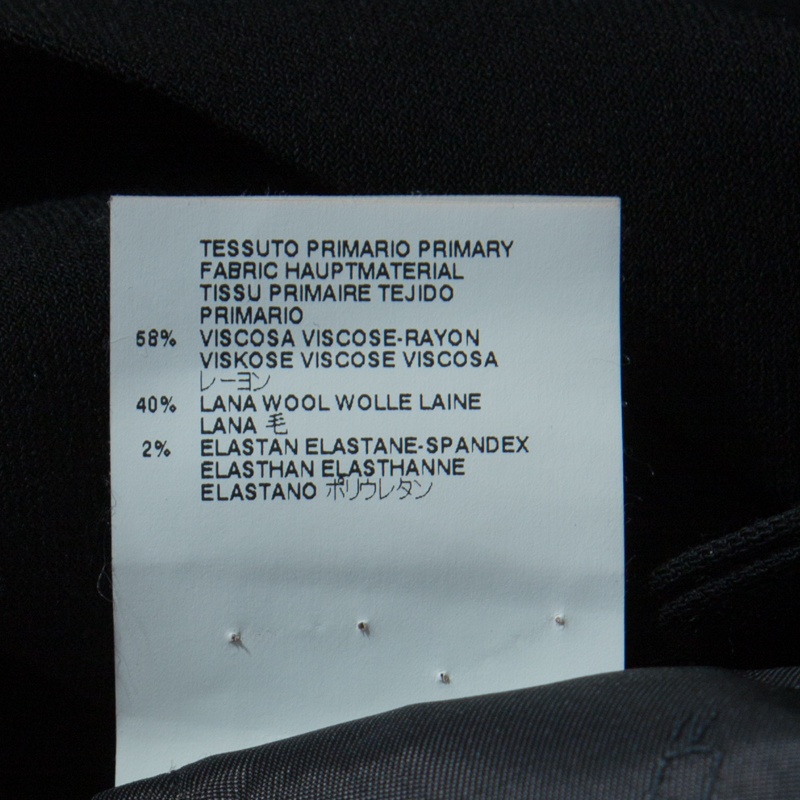 TESSUTO PRIMARIO PRIMARY
FABRIC HAUPTMATERIAL
TISSU PRIMAIRE TEJIDO
PRIMARIO
58% VISCOSA VISCOSE-RAYON
VISKOSE VISCOSE VISCOSA
レーヨン
40% LANA WOOL WOLLE LAINE
LANA 毛
2% ELASTAN ELASTANE-SPANDEX
ELASTHAN ELASTHANNE
ELASTANO ポリウレタン